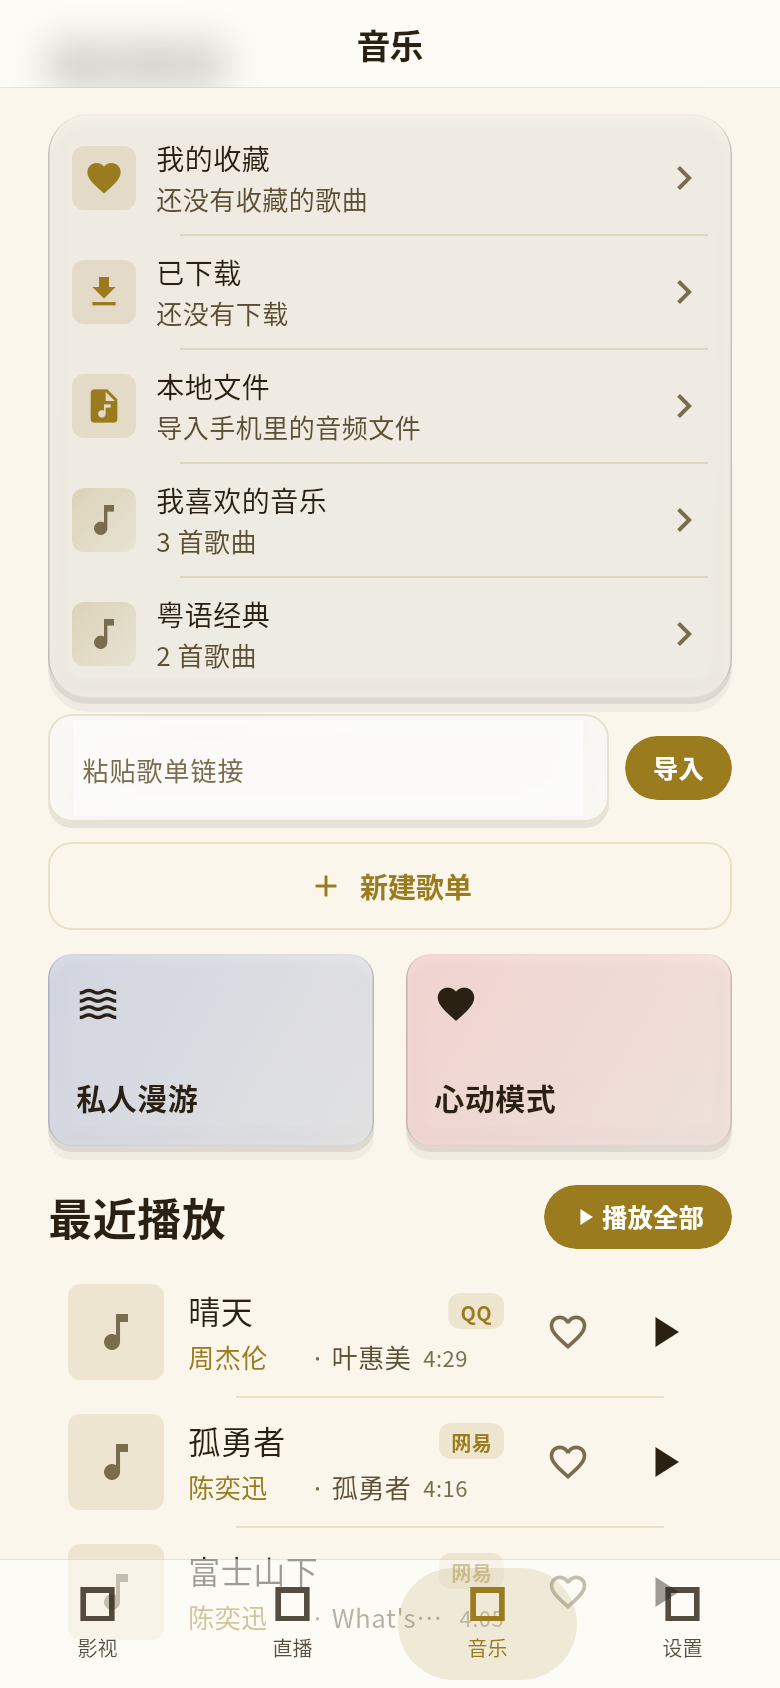 音乐
我的收藏
还没有收藏的歌曲
已下载
还没有下载
本地文件
导入手机里的音频文件
我喜欢的音乐
3 首歌曲
粤语经典
2 首歌曲
粘贴歌单链接
导入
新建歌单
私人漫游
心动模式
最近播放
播放全部
晴天
QQ
周杰伦 · 叶惠美 4:29
孤勇者
网易
陈奕迅 · 孤勇者 4:16
富士山下
网易
陈奕迅 · What's… 4:05
影视
直播
音乐
设置